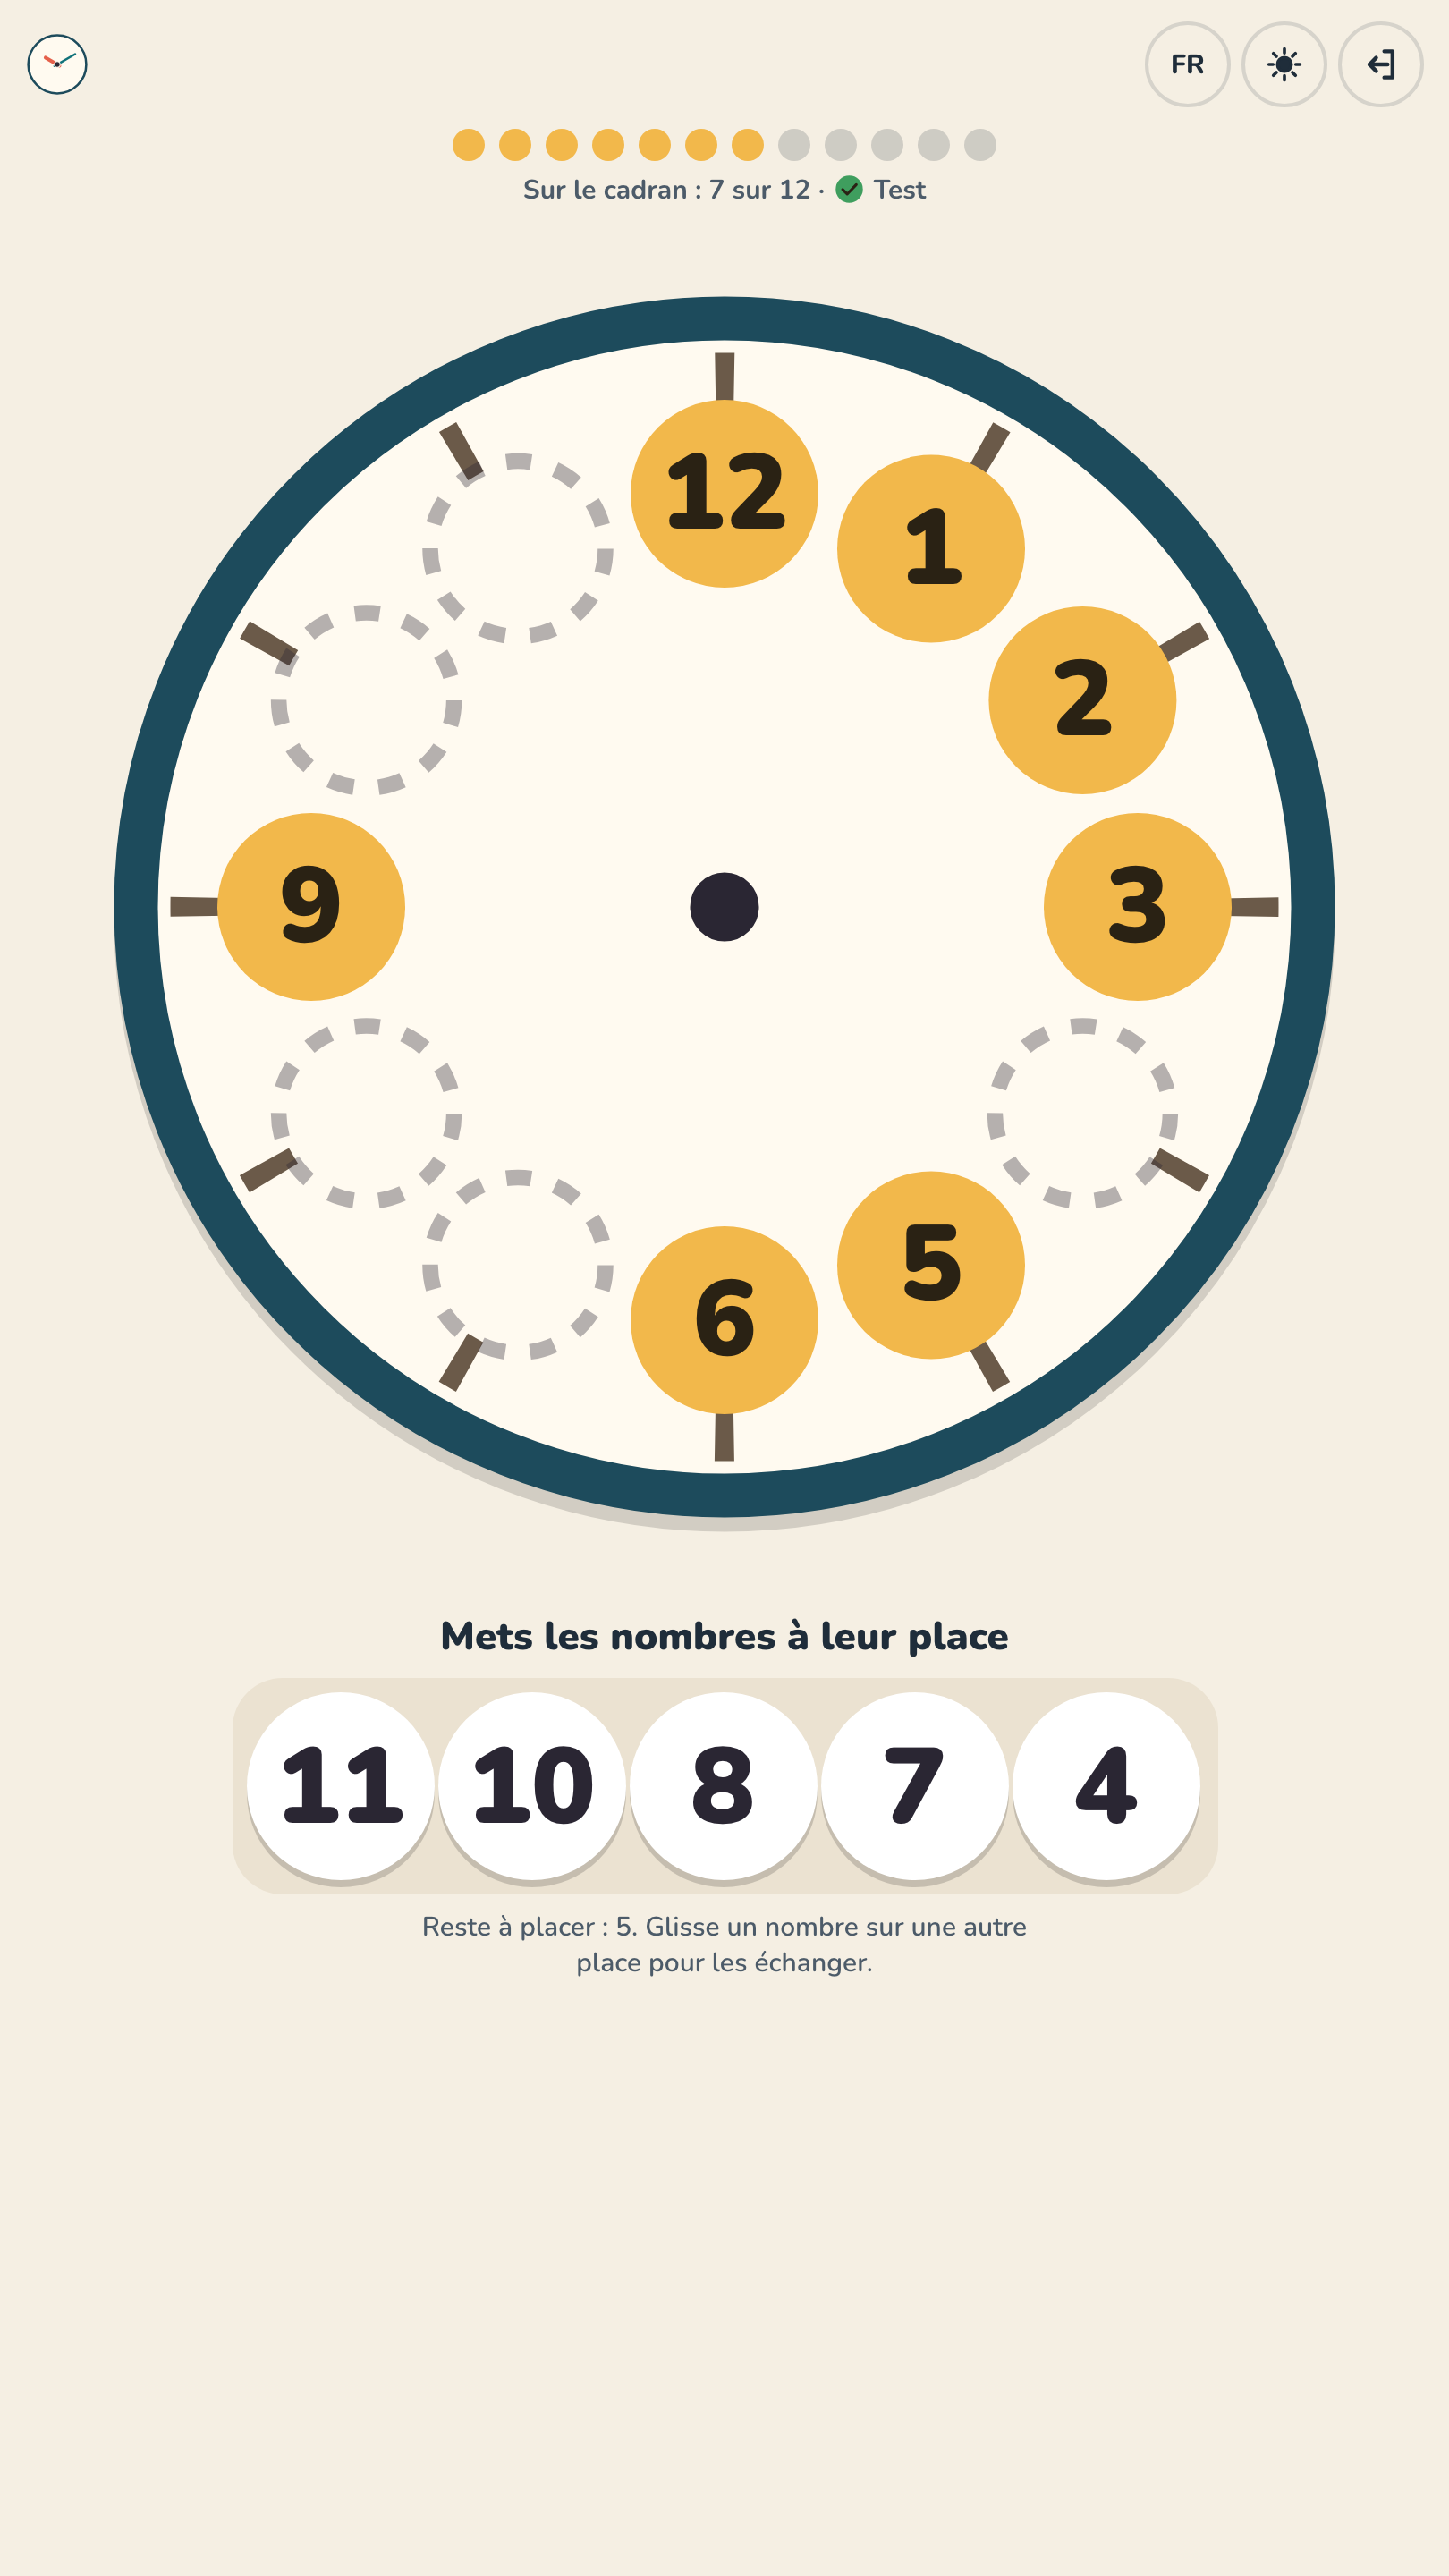 FR
Sur le cadran : 7 sur 12 · Test
12
1
2
9
3
5
6
Mets les nombres à leur place
11 10 8 7 4
Reste à placer : 5. Glisse un nombre sur une autre
place pour les échanger.